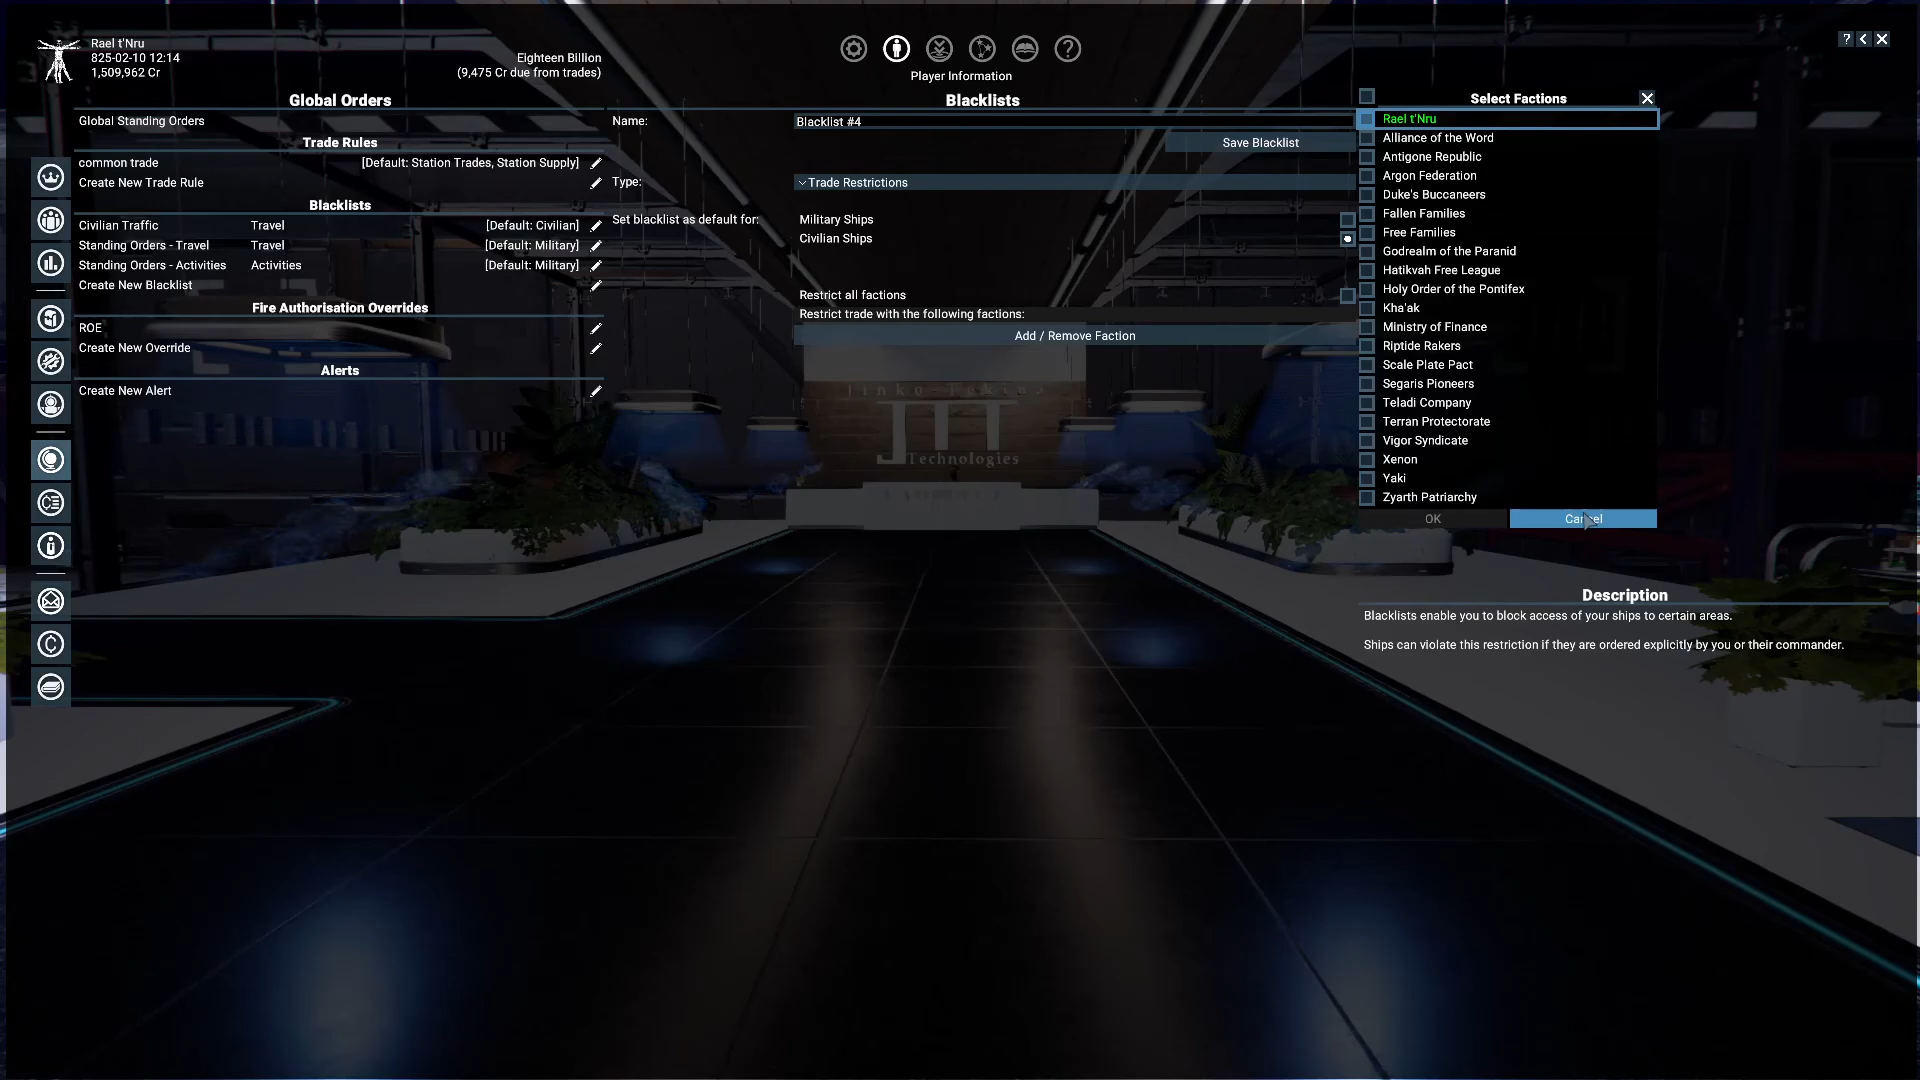 Rael t'Nru
825-02-10 12:14
1,509,962 Cr
Eighteen Billion
(9,475 Cr due from trades)
Player Information
? < X
Global Orders
Global Standing Orders
Trade Rules
common trade [Default: Station Trades, Station Supply]
Create New Trade Rule
Blacklists
Civilian Traffic Travel [Default: Civilian]
Standing Orders - Travel Travel [Default: Military]
Standing Orders - Activities Activities [Default: Military]
Create New Blacklist
Fire Authorisation Overrides
ROE
Create New Override
Alerts
Create New Alert
Blacklists
Name: Blacklist #4
Save Blacklist
Type: Trade Restrictions
Set blacklist as default for: Military Ships
Civilian Ships
Restrict all factions
Restrict trade with the following factions:
Add / Remove Faction
Jinko-Tekino
JTT
Technologies
Select Factions
Rael t'Nru
Alliance of the Word
Antigone Republic
Argon Federation
Duke's Buccaneers
Fallen Families
Free Families
Godrealm of the Paranid
Hatikvah Free League
Holy Order of the Pontifex
Kha'ak
Ministry of Finance
Riptide Rakers
Scale Plate Pact
Segaris Pioneers
Teladi Company
Terran Protectorate
Vigor Syndicate
Xenon
Yaki
Zyarth Patriarchy
OK Cancel
Description
Blacklists enable you to block access of your ships to certain areas.
Ships can violate this restriction if they are ordered explicitly by you or their commander.